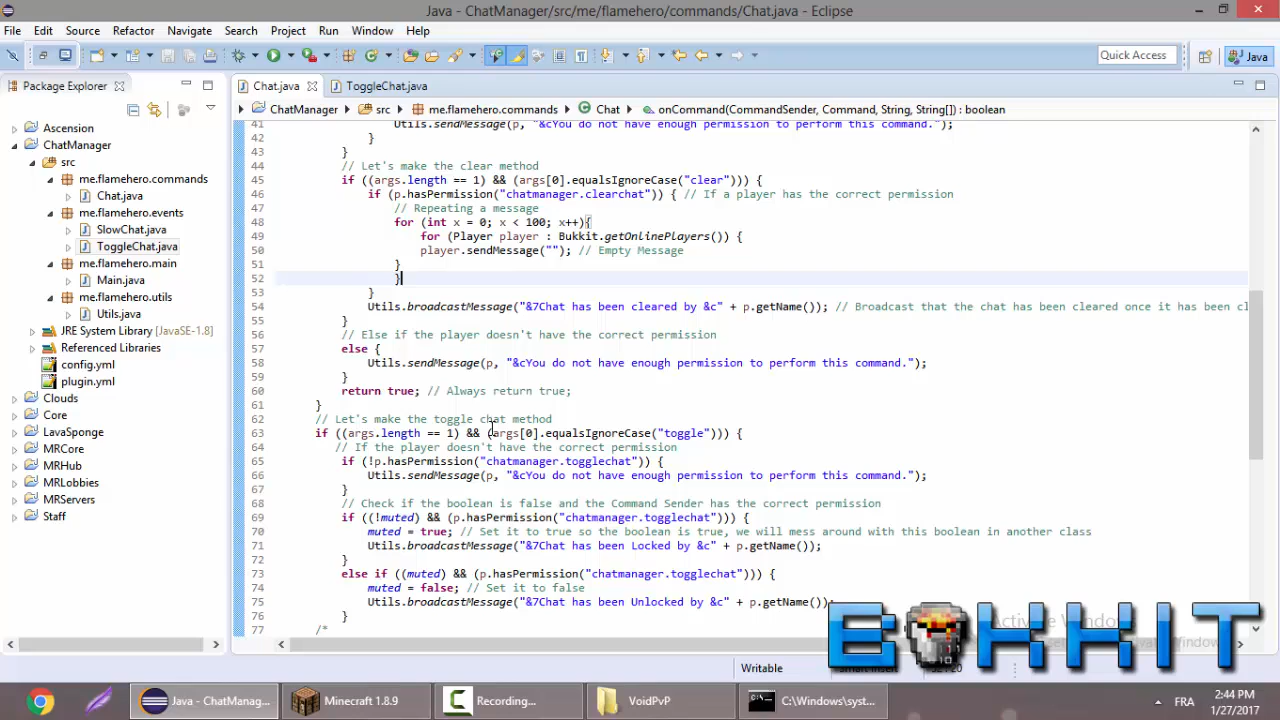 Java - ChatManager/src/me/flamehero/commands/Chat.java - Eclipse
File Edit Source Refactor Navigate Search Project Run Window Help
Quick Access
Java
Package Explorer
Chat.java
ToggleChat.java
ChatManager src me.flamehero.commands Chat onCommand(CommandSender, Command, String, String[]) : boolean
Ascension
ChatManager
src
me.flamehero.commands
Chat.java
me.flamehero.events
SlowChat.java
ToggleChat.java
me.flamehero.main
Main.java
me.flamehero.utils
Utils.java
JRE System Library [JavaSE-1.8]
Referenced Libraries
config.yml
plugin.yml
Clouds
Core
LavaSponge
MRCore
MRHub
MRLobbies
MRServers
Staff
41 Utils.sendMessage(p, "&cYou do not have enough permission to perform this command.");
42 }
43 }
44 // Let's make the clear method
45 if ((args.length == 1) && (args[0].equalsIgnoreCase("clear"))) {
46 if (p.hasPermission("chatmanager.clearchat")) { // If a player has the correct permission
47 // Repeating a message
48 for (int x = 0; x < 100; x++){
49 for (Player player : Bukkit.getOnlinePlayers()) {
50 player.sendMessage(""); // Empty Message
51 }
52 }
53 }
54 Utils.broadcastMessage("&7Chat has been cleared by &c" + p.getName()); // Broadcast that the chat has been cleared once it has been cl
55 }
56 // Else if the player doesn't have the correct permission
57 else {
58 Utils.sendMessage(p, "&cYou do not have enough permission to perform this command.");
59 }
60 return true; // Always return true;
61 }
62 // Let's make the toggle chat method
63 if ((args.length == 1) && (args[0].equalsIgnoreCase("toggle"))) {
64 // If the player doesn't have the correct permission
65 if (!p.hasPermission("chatmanager.togglechat")) {
66 Utils.sendMessage(p, "&cYou do not have enough permission to perform this command.");
67 }
68 // Check if the boolean is false and the Command Sender has the correct permission
69 if ((!muted) && (p.hasPermission("chatmanager.togglechat"))) {
70 muted = true; // Set it to true so the boolean is true, we will mess around with this boolean in another class
71 Utils.broadcastMessage("&7Chat has been Locked by &c" + p.getName());
72 }
73 else if ((muted) && (p.hasPermission("chatmanager.togglechat"))) {
74 muted = false; // Set it to false
75 Utils.broadcastMessage("&7Chat has been Unlocked by &c" + p.getName());
76 }
77 /*
BUKKIT
Writable
Java - ChatManag...
Minecraft 1.8.9
Recording...
VoidPvP
C:\Windows\syst...
FRA
2:44 PM
1/27/2017